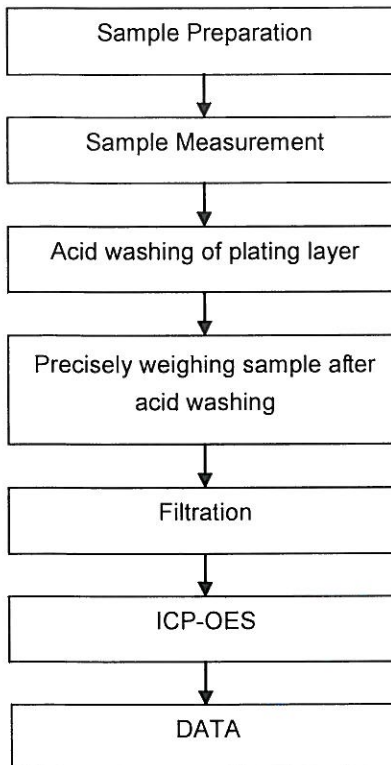 Sample Preparation
Sample Measurement
Acid washing of plating layer
Precisely weighing sample after
acid washing
Filtration
ICP-OES
DATA